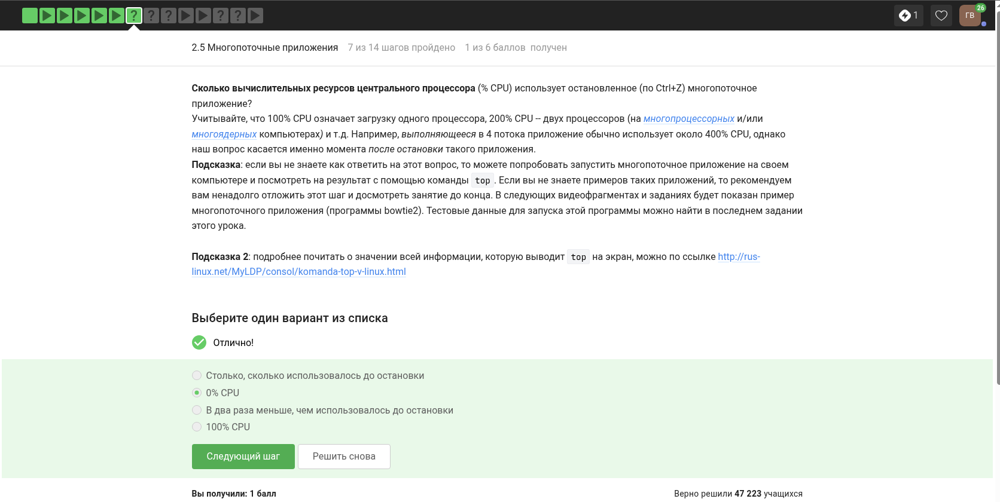 ? ? ? ? ?
1
ГВ
26
2.5 Многопоточные приложения 7 из 14 шагов пройдено 1 из 6 баллов получен
Сколько вычислительных ресурсов центрального процессора (% CPU) использует остановленное (по Ctrl+Z) многопоточное
приложение?
Учитывайте, что 100% CPU означает загрузку одного процессора, 200% CPU -- двух процессоров (на многопроцессорных и/или
многоядерных компьютерах) и т.д. Например, выполняющееся в 4 потока приложение обычно использует около 400% CPU, однако
наш вопрос касается именно момента после остановки такого приложения.
Подсказка: если вы не знаете как ответить на этот вопрос, то можете попробовать запустить многопоточное приложение на своем
компьютере и посмотреть на результат с помощью команды top . Если вы не знаете примеров таких приложений, то рекомендуем
вам ненадолго отложить этот шаг и досмотреть занятие до конца. В следующих видеофрагментах и заданиях будет показан пример
многопоточного приложения (программы bowtie2). Тестовые данные для запуска этой программы можно найти в последнем задании
этого урока.
Подсказка 2: подробнее почитать о значении всей информации, которую выводит top на экран, можно по ссылке http://rus-
linux.net/MyLDP/consol/komanda-top-v-linux.html
Выберите один вариант из списка
Отлично!
Столько, сколько использовалось до остановки
0% CPU
В два раза меньше, чем использовалось до остановки
100% CPU
Следующий шаг Решить снова
Вы получили: 1 балл Верно решили 47 223 учащихся